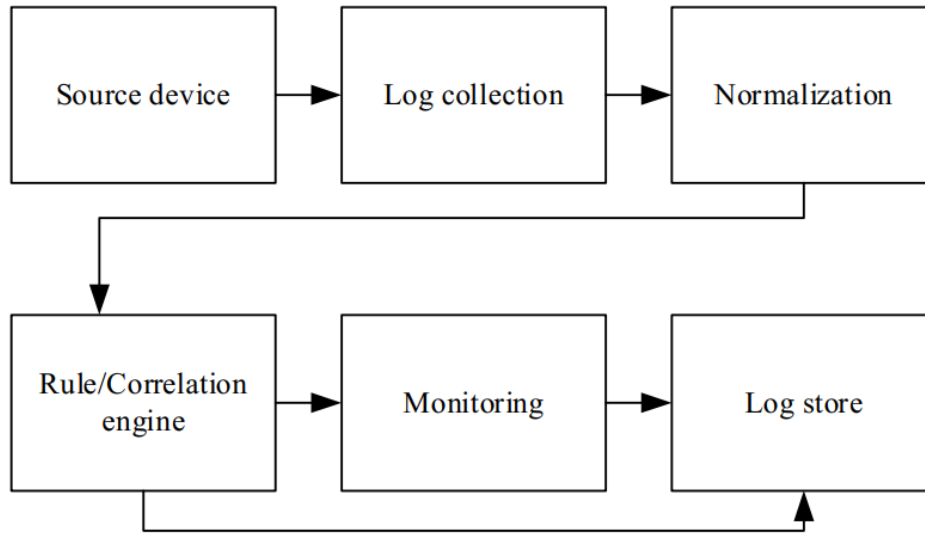 Source device
Log collection
Normalization
Rule/Correlation
engine
Monitoring
Log store